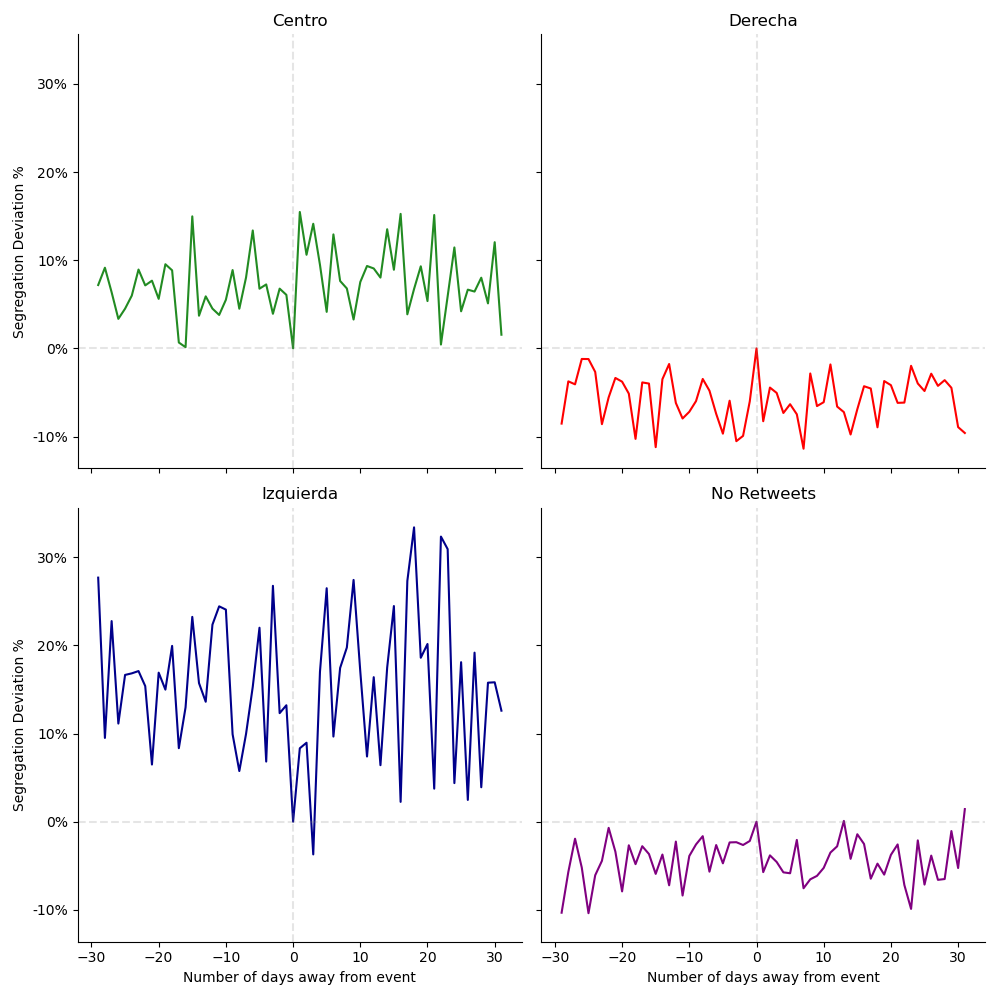 Centro
Derecha
30%
20%
10%
0%
-10%
Segregation Deviation %
Izquierda
No Retweets
30%
20%
10%
0%
-10%
Segregation Deviation %
−30 −20 −10 0 10 20 30
−30 −20 −10 0 10 20 30
Number of days away from event
Number of days away from event